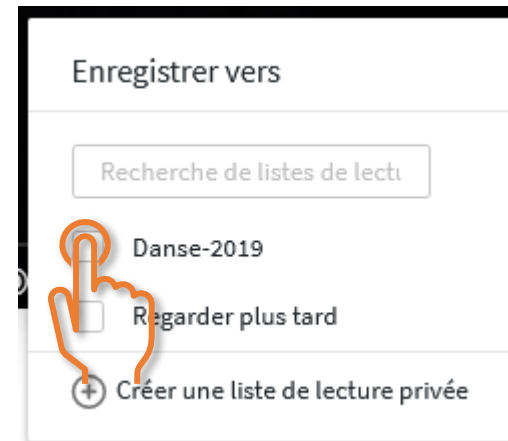 Enregistrer vers
Recherche de listes de lectu
Danse-2019
Regarder plus tard
Créer une liste de lecture privée